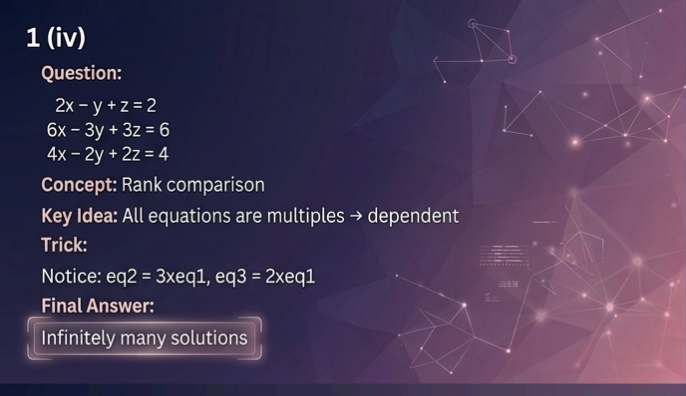 1 (iv)
Question:
2x − y + z = 2
6x − 3y + 3z = 6
4x − 2y + 2z = 4
Concept: Rank comparison
Key Idea: All equations are multiples → dependent
Trick:
Notice: eq2 = 3xeq1, eq3 = 2xeq1
Final Answer:
Infinitely many solutions